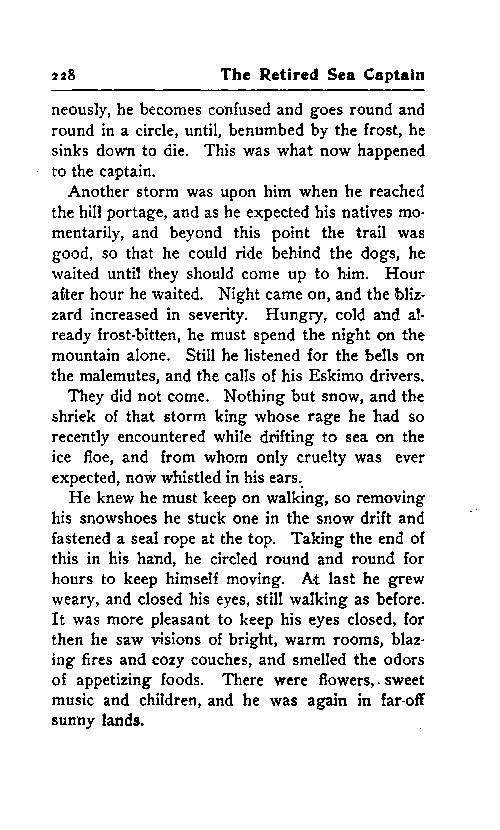 228 The Retired Sea Captain
neously, he becomes confused and goes round and
round in a circle, until, benumbed by the frost, he
sinks down to die. This was what now happened
to the captain.
Another storm was upon him when he reached
the hill portage, and as he expected his natives mo-
mentarily, and beyond this point the trail was
good, so that he could ride behind the dogs, he
waited until they should come up to him. Hour
after hour he waited. Night came on, and the bliz-
zard increased in severity. Hungry, cold and al-
ready frost-bitten, he must spend the night on the
mountain alone. Still he listened for the bells on
the malemutes, and the calls of his Eskimo drivers.
They did not come. Nothing but snow, and the
shriek of that storm king whose rage he had so
recently encountered while drifting to sea on the
ice floe, and from whom only cruelty was ever
expected, now whistled in his ears.
He knew he must keep on walking, so removing
his snowshoes he stuck one in the snow drift and
fastened a seal rope at the top. Taking the end of
this in his hand, he circled round and round for
hours to keep himself moving. At last he grew
weary, and closed his eyes, still walking as before.
It was more pleasant to keep his eyes closed, for
then he saw visions of bright, warm rooms, blaz-
ing fires and cozy couches, and smelled the odors
of appetizing foods. There were flowers, sweet
music and children, and he was again in far-off
sunny lands.